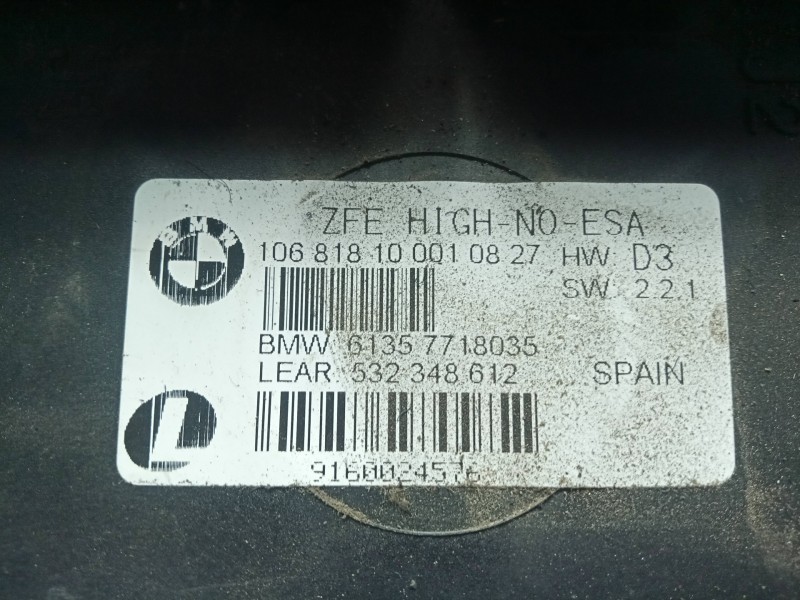 ZFE HIGH-NO-ESA
BMW
106 818 10 001 08 27 HW: D3
SW: 2.2.1
BMW 6135 7718035
LEAR 532 348 612 SPAIN
L
9160024576